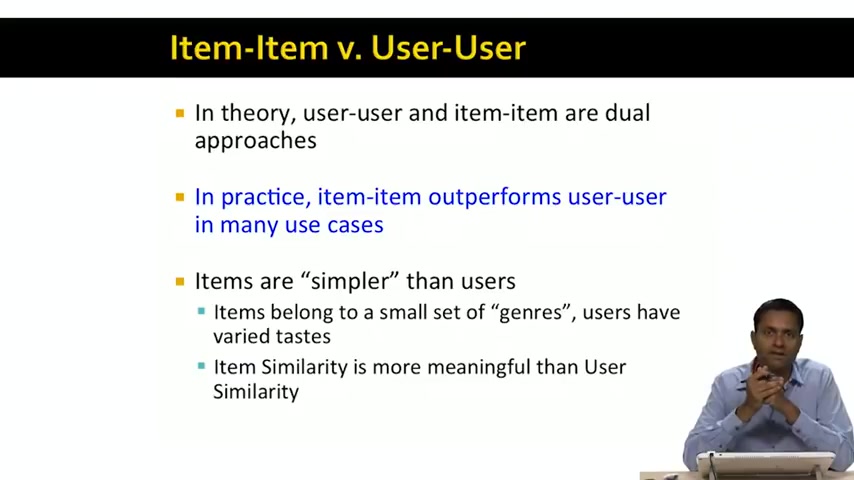 Item-Item v. User-User
In theory, user-user and item-item are dual
approaches
In practice, item-item outperforms user-user
in many use cases
Items are “simpler” than users
Items belong to a small set of “genres”, users have
varied tastes
Item Similarity is more meaningful than User
Similarity